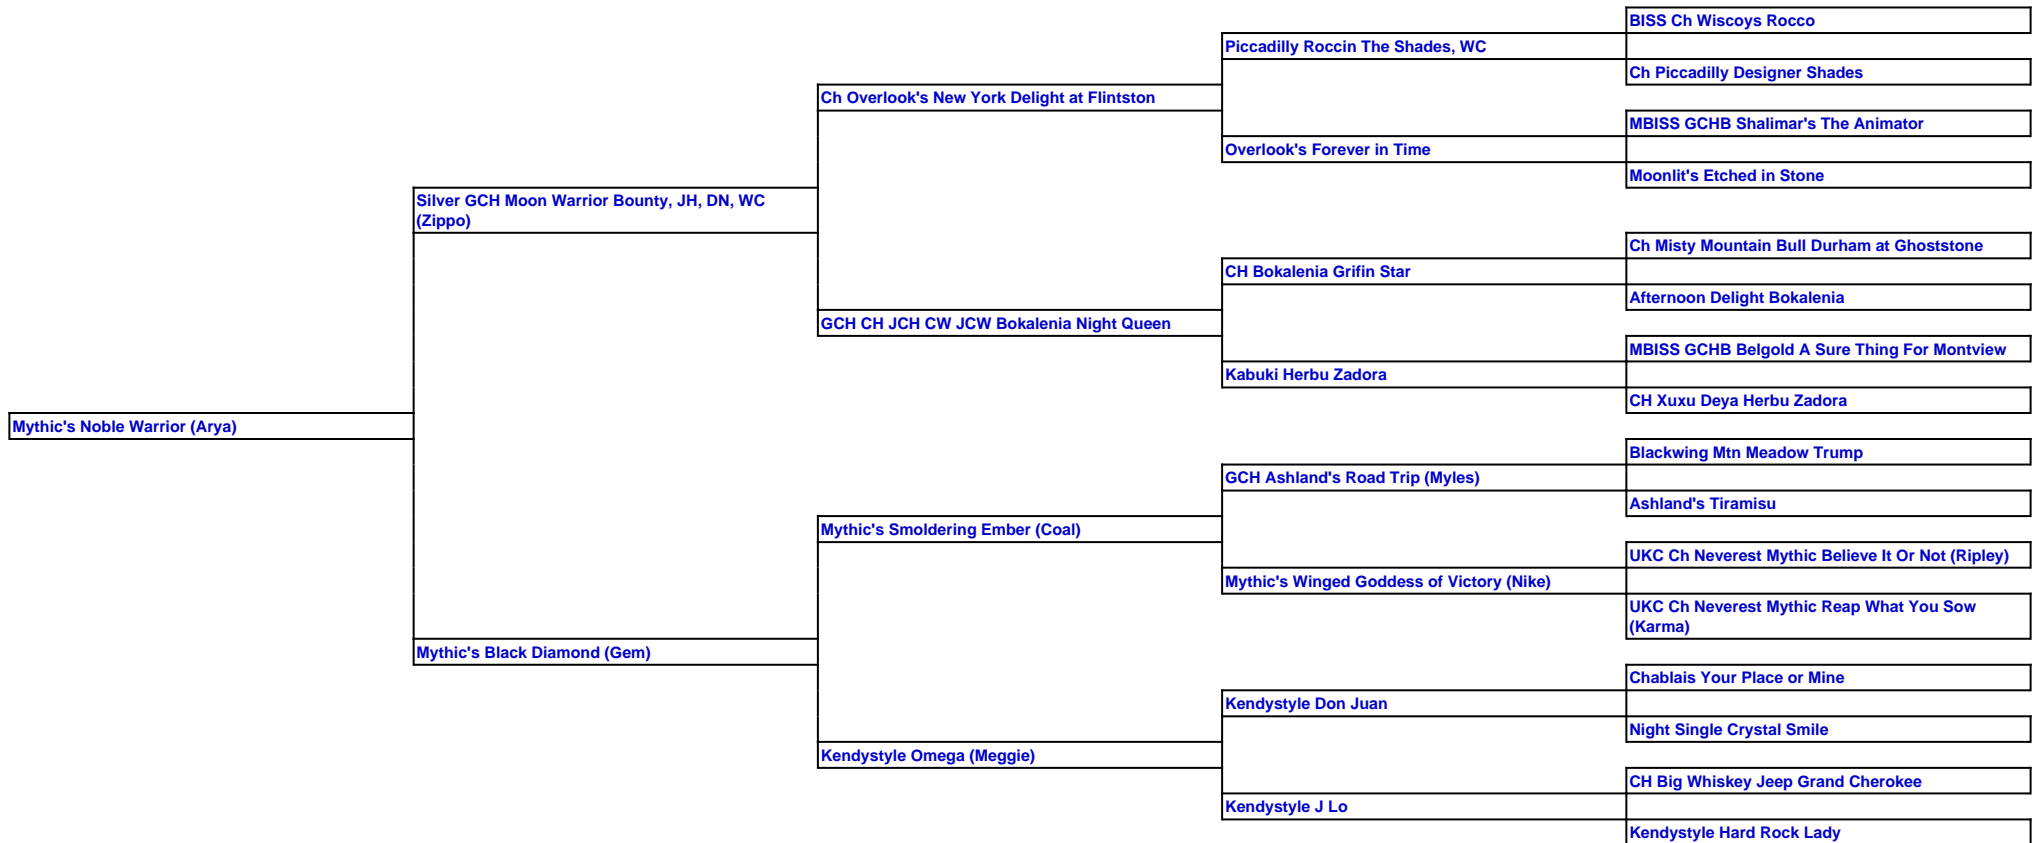 BISS Ch Wiscoys Rocco
Piccadilly Roccin The Shades, WC
Ch Piccadilly Designer Shades
Ch Overlook's New York Delight at Flintston
MBISS GCHB Shalimar's The Animator
Overlook's Forever in Time
Moonlit's Etched in Stone
Silver GCH Moon Warrior Bounty, JH, DN, WC
(Zippo)
Ch Misty Mountain Bull Durham at Ghoststone
CH Bokalenia Grifin Star
Afternoon Delight Bokalenia
GCH CH JCH CW JCW Bokalenia Night Queen
MBISS GCHB Belgold A Sure Thing For Montview
Kabuki Herbu Zadora
CH Xuxu Deya Herbu Zadora
Mythic's Noble Warrior (Arya)
Blackwing Mtn Meadow Trump
GCH Ashland's Road Trip (Myles)
Ashland's Tiramisu
Mythic's Smoldering Ember (Coal)
UKC Ch Neverest Mythic Believe It Or Not (Ripley)
Mythic's Winged Goddess of Victory (Nike)
UKC Ch Neverest Mythic Reap What You Sow
(Karma)
Mythic's Black Diamond (Gem)
Chablais Your Place or Mine
Kendystyle Don Juan
Night Single Crystal Smile
Kendystyle Omega (Meggie)
CH Big Whiskey Jeep Grand Cherokee
Kendystyle J Lo
Kendystyle Hard Rock Lady